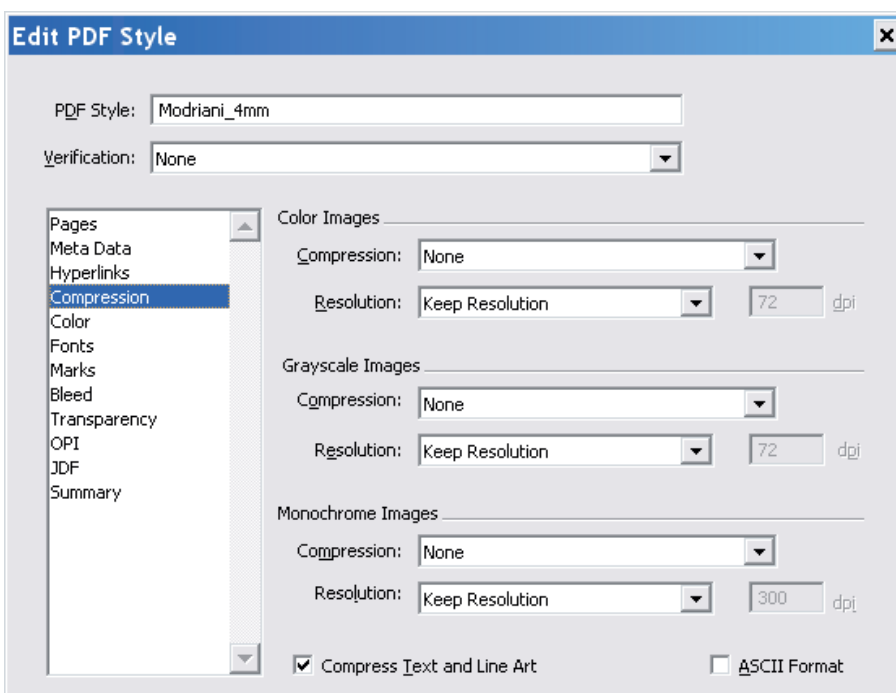 Edit PDF Style
PDF Style: Modriani_4mm
Verification: None
Pages
Meta Data
Hyperlinks
Compression
Color
Fonts
Marks
Bleed
Transparency
OPI
JDF
Summary
Color Images
Compression: None
Resolution: Keep Resolution 72 dpi
Grayscale Images
Compression: None
Resolution: Keep Resolution 72 dpi
Monochrome Images
Compression: None
Resolution: Keep Resolution 300 dpi
Compress Text and Line Art ASCII Format